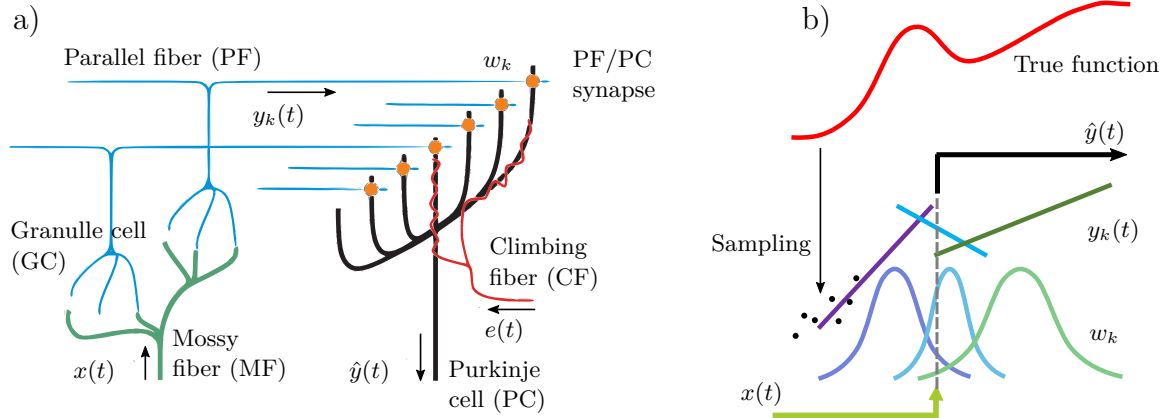 a)
Parallel fiber (PF)
w_k
PF/PC
synapse
y_k(t)
Granulle cell
(GC)
Climbing
fiber (CF)
e(t)
Mossy
fiber (MF)
x(t)
ŷ(t)
Purkinje
cell (PC)
b)
True function
ŷ(t)
Sampling
y_k(t)
w_k
x(t)